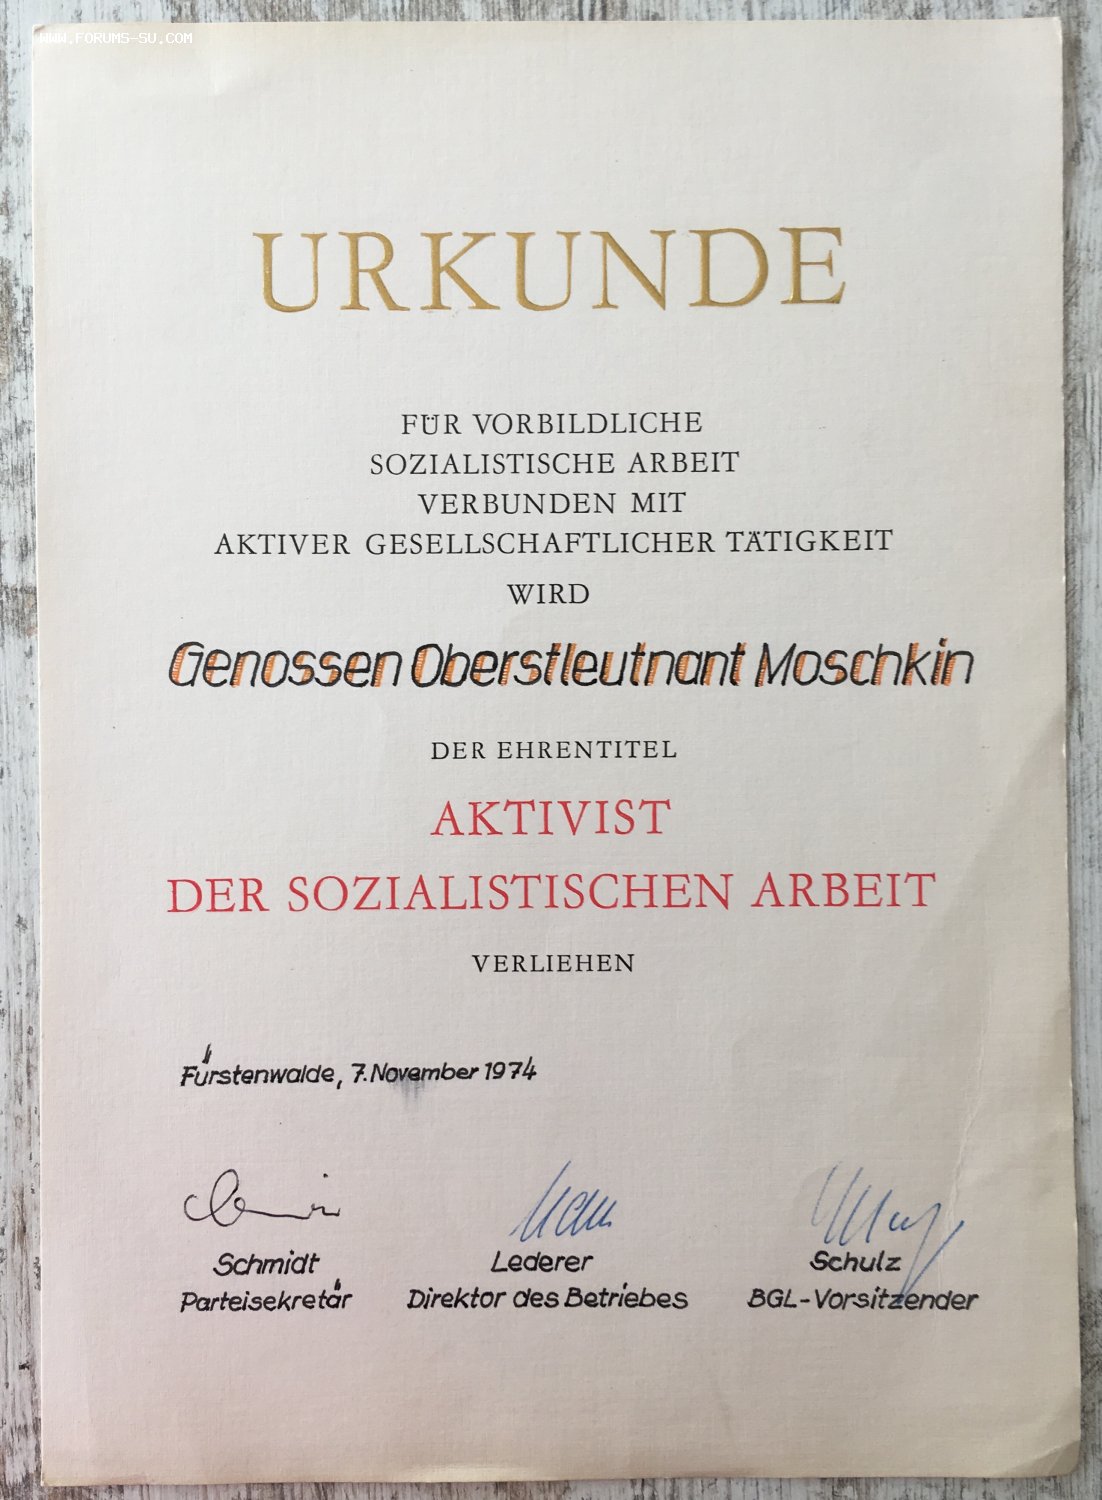 WWW.FORUMS-SU.COM
URKUNDE
FÜR VORBILDLICHE
SOZIALISTISCHE ARBEIT
VERBUNDEN MIT
AKTIVER GESELLSCHAFTLICHER TÄTIGKEIT
WIRD
Genossen Oberstleutnant Moschkin
DER EHRENTITEL
AKTIVIST
DER SOZIALISTISCHEN ARBEIT
VERLIEHEN
Fürstenwalde, 7. November 1974
Schmidt Lederer Schulz
Parteisekretär Direktor des Betriebes BGL-Vorsitzender